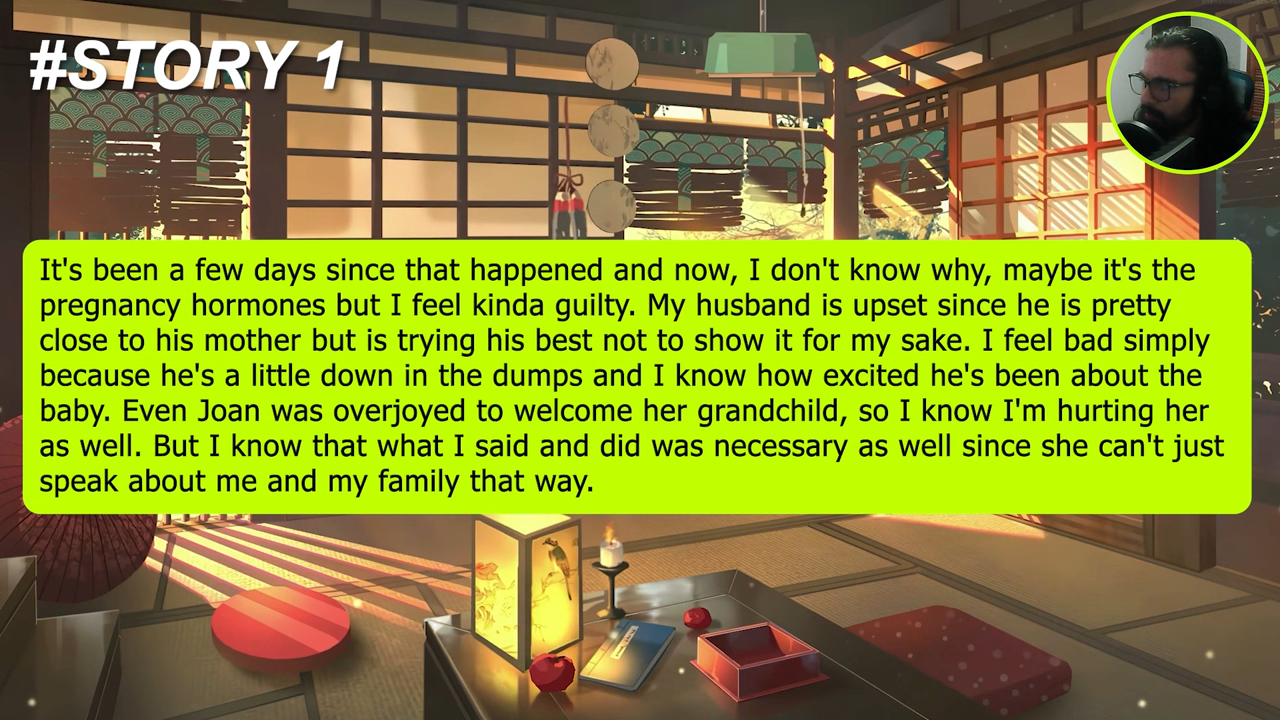 #STORY 1
It's been a few days since that happened and now, I don't know why, maybe it's the
pregnancy hormones but I feel kinda guilty. My husband is upset since he is pretty
close to his mother but is trying his best not to show it for my sake. I feel bad simply
because he's a little down in the dumps and I know how excited he's been about the
baby. Even Joan was overjoyed to welcome her grandchild, so I know I'm hurting her
as well. But I know that what I said and did was necessary as well since she can't just
speak about me and my family that way.